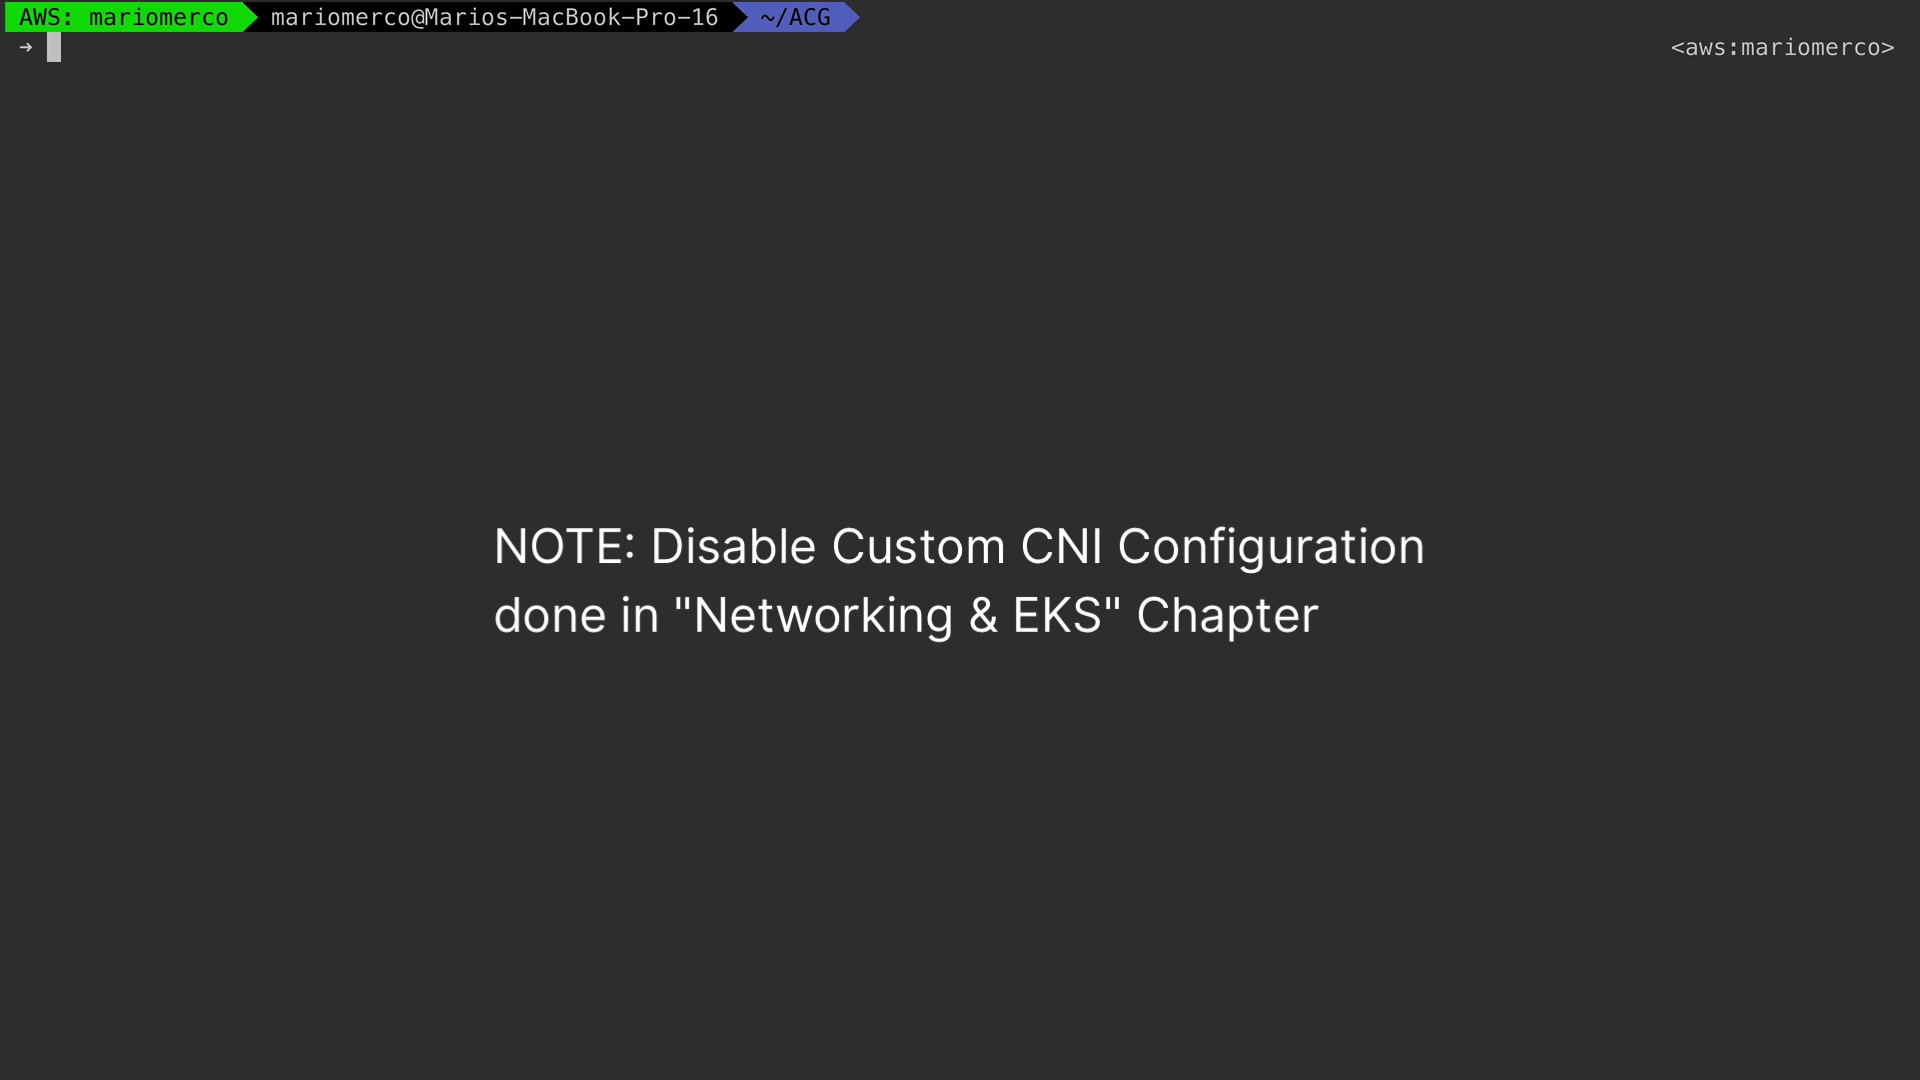 AWS: mariomerco mariomerco@Marios-MacBook-Pro-16 ~/ACG
➜ <aws:mariomerco>
NOTE: Disable Custom CNI Configuration
done in "Networking & EKS" Chapter